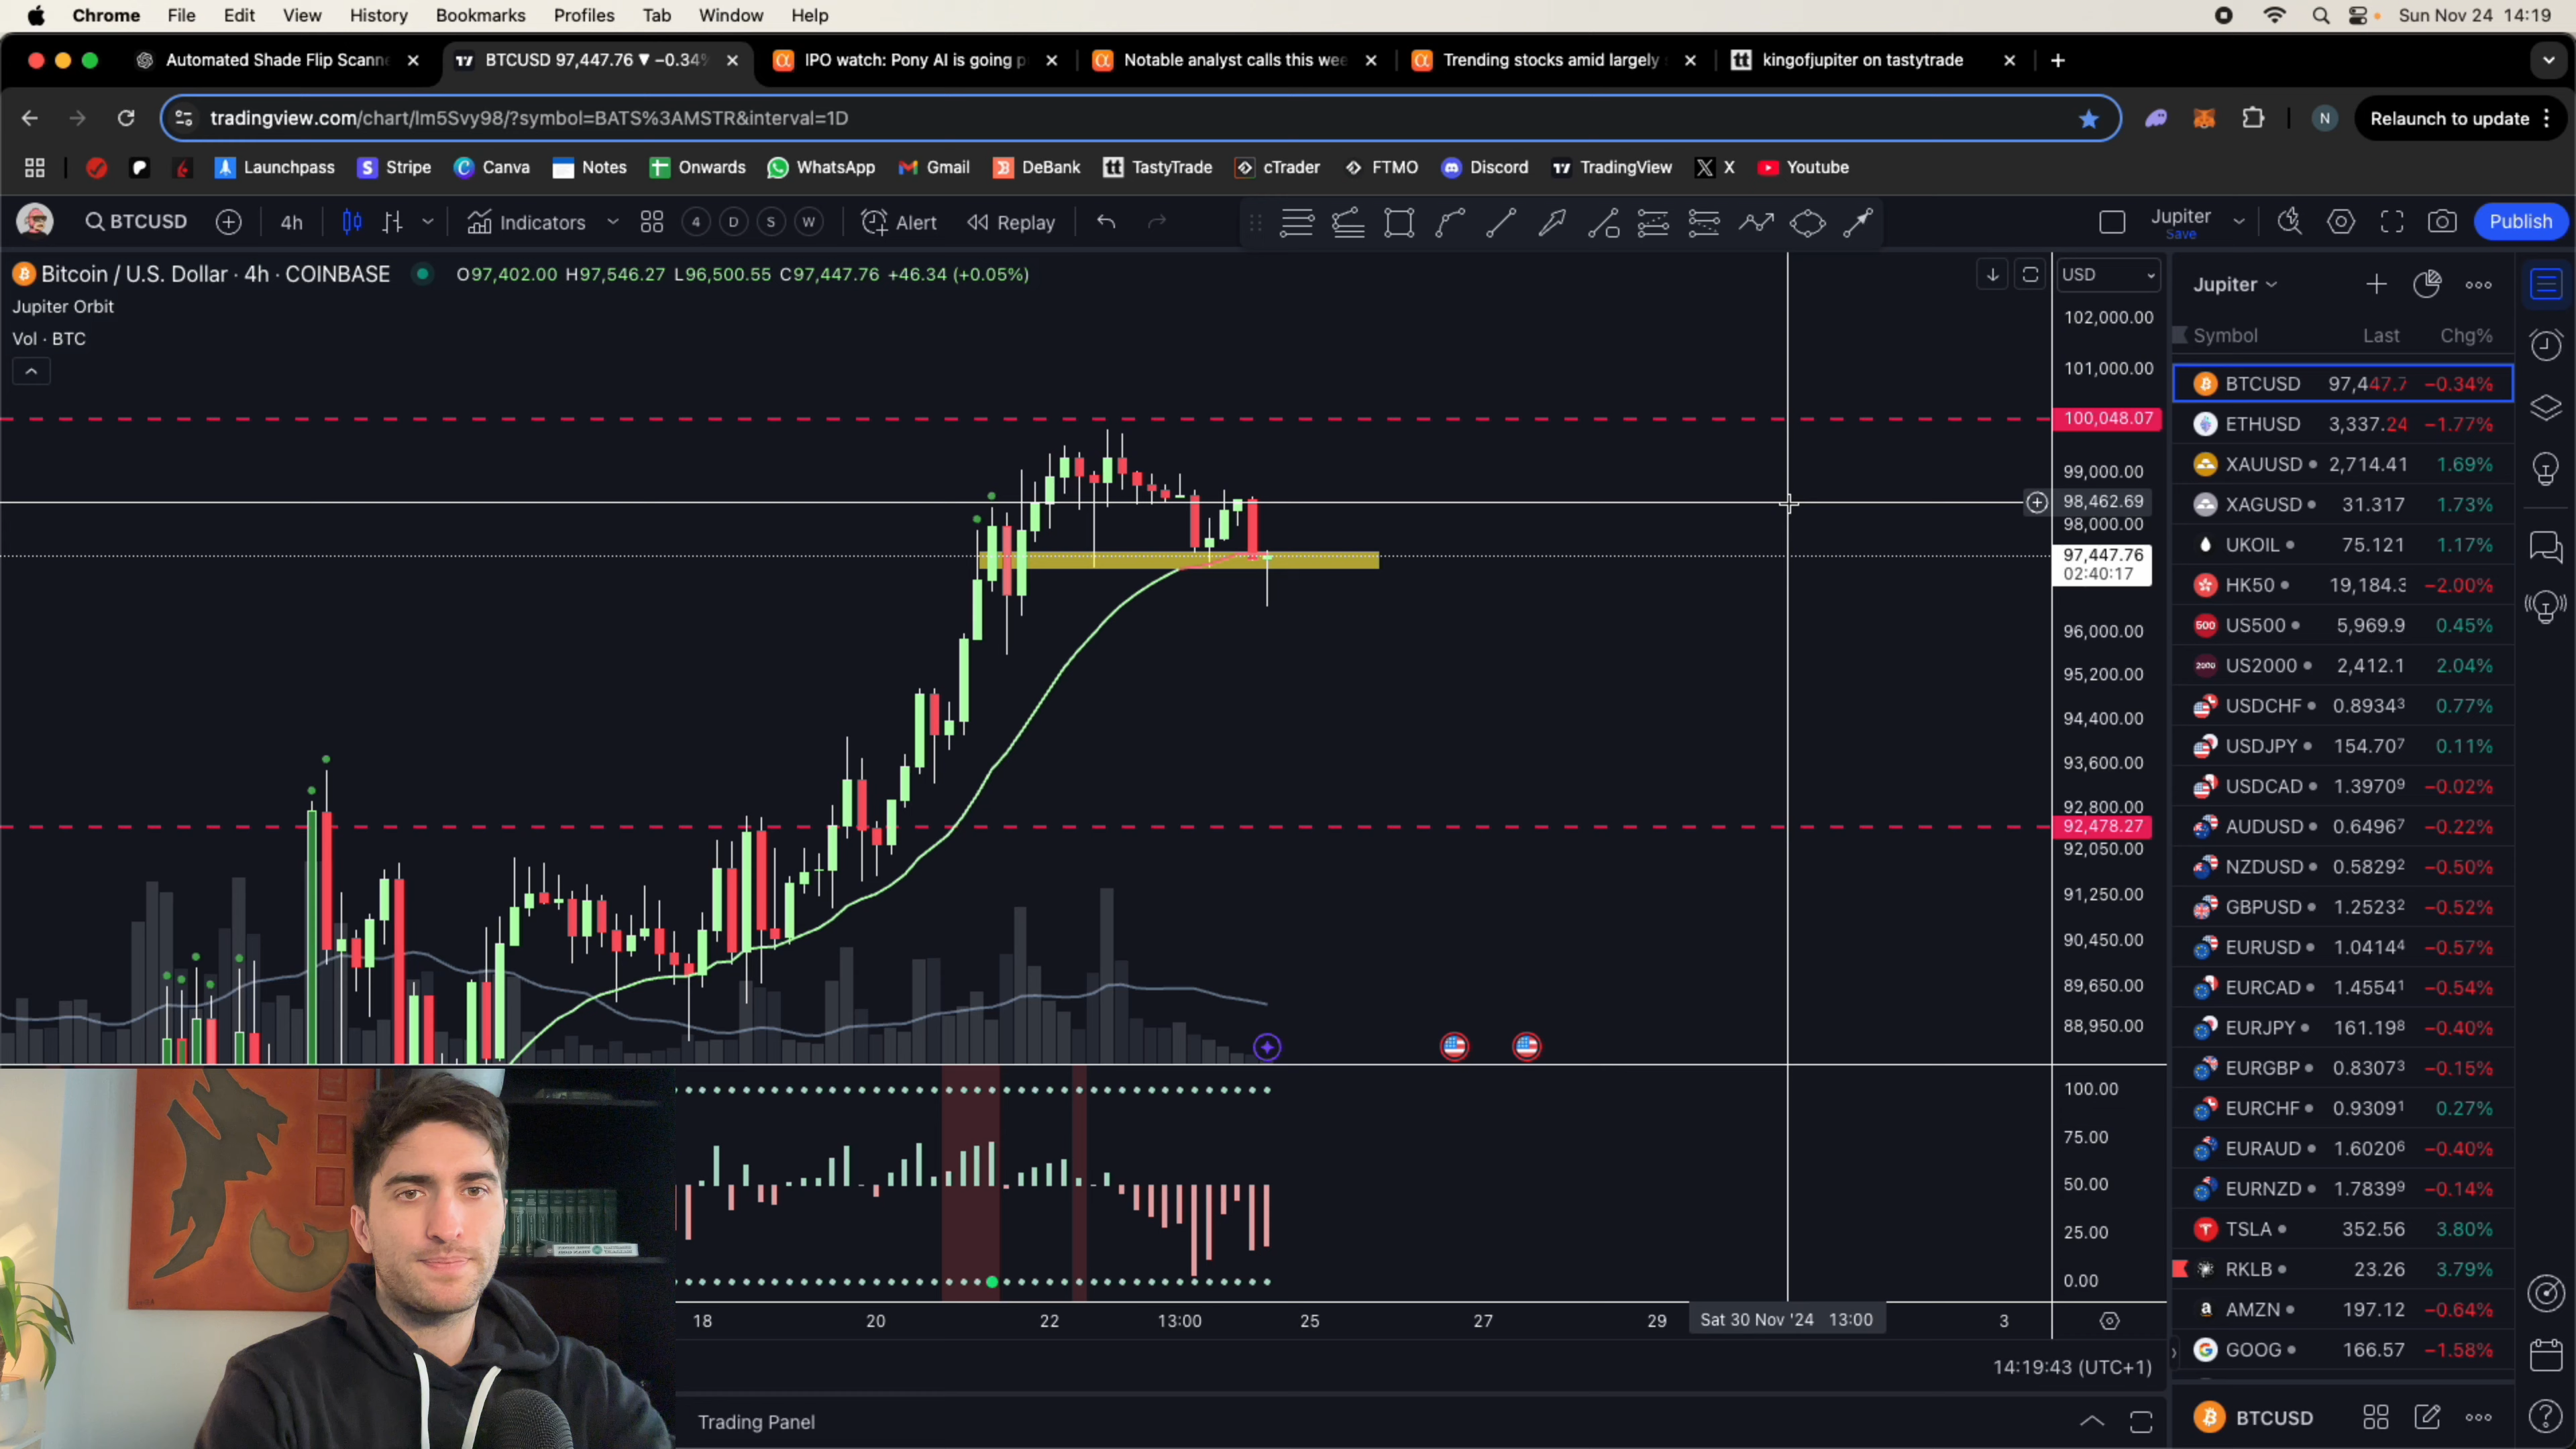 Chrome File Edit View History Bookmarks Profiles Tab Window Help Sun Nov 24 14:19
Automated Shade Flip Scann BTCUSD 97,447.76 ▼ −0.34% IPO watch: Pony AI is going p Notable analyst calls this wee Trending stocks amid largely kingofjupiter on tastytrade
tradingview.com/chart/lm5Svy98/?symbol=BATS%3AMSTR&interval=1D N Relaunch to update
Launchpass Stripe Canva Notes Onwards WhatsApp Gmail DeBank TastyTrade cTrader FTMO Discord TradingView X Youtube
BTCUSD 4h Indicators 4 D S W Alert Replay Jupiter Save Publish
Bitcoin / U.S. Dollar · 4h · COINBASE O97,402.00 H97,546.27 L96,500.55 C97,447.76 +46.34 (+0.05%)
Jupiter Orbit
Vol · BTC
USD
102,000.00
101,000.00
100,048.07
99,000.00
98,462.69
98,000.00
97,447.76
02:40:17
96,000.00
95,200.00
94,400.00
93,600.00
92,800.00
92,478.27
92,050.00
91,250.00
90,450.00
89,650.00
88,950.00
100.00
75.00
50.00
25.00
0.00
18 20 22 13:00 25 27 29 Sat 30 Nov '24 13:00 3
14:19:43 (UTC+1)
Trading Panel
Jupiter
Symbol Last Chg%
BTCUSD 97,447.7 −0.34%
ETHUSD 3,337.24 −1.77%
XAUUSD 2,714.41 1.69%
XAGUSD 31.317 1.73%
UKOIL 75.121 1.17%
HK50 19,184.3 −2.00%
500 US500 5,969.9 0.45%
2000 US2000 2,412.1 2.04%
USDCHF 0.89343 0.77%
USDJPY 154.707 0.11%
USDCAD 1.39709 −0.02%
AUDUSD 0.64967 −0.22%
NZDUSD 0.58292 −0.50%
GBPUSD 1.25232 −0.52%
EURUSD 1.04144 −0.57%
EURCAD 1.45541 −0.54%
EURJPY 161.198 −0.40%
EURGBP 0.83073 −0.15%
EURCHF 0.93091 0.27%
EURAUD 1.60206 −0.40%
EURNZD 1.78399 −0.14%
TSLA 352.56 3.80%
RKLB 23.26 3.79%
AMZN 197.12 −0.64%
GOOG 166.57 −1.58%
BTCUSD